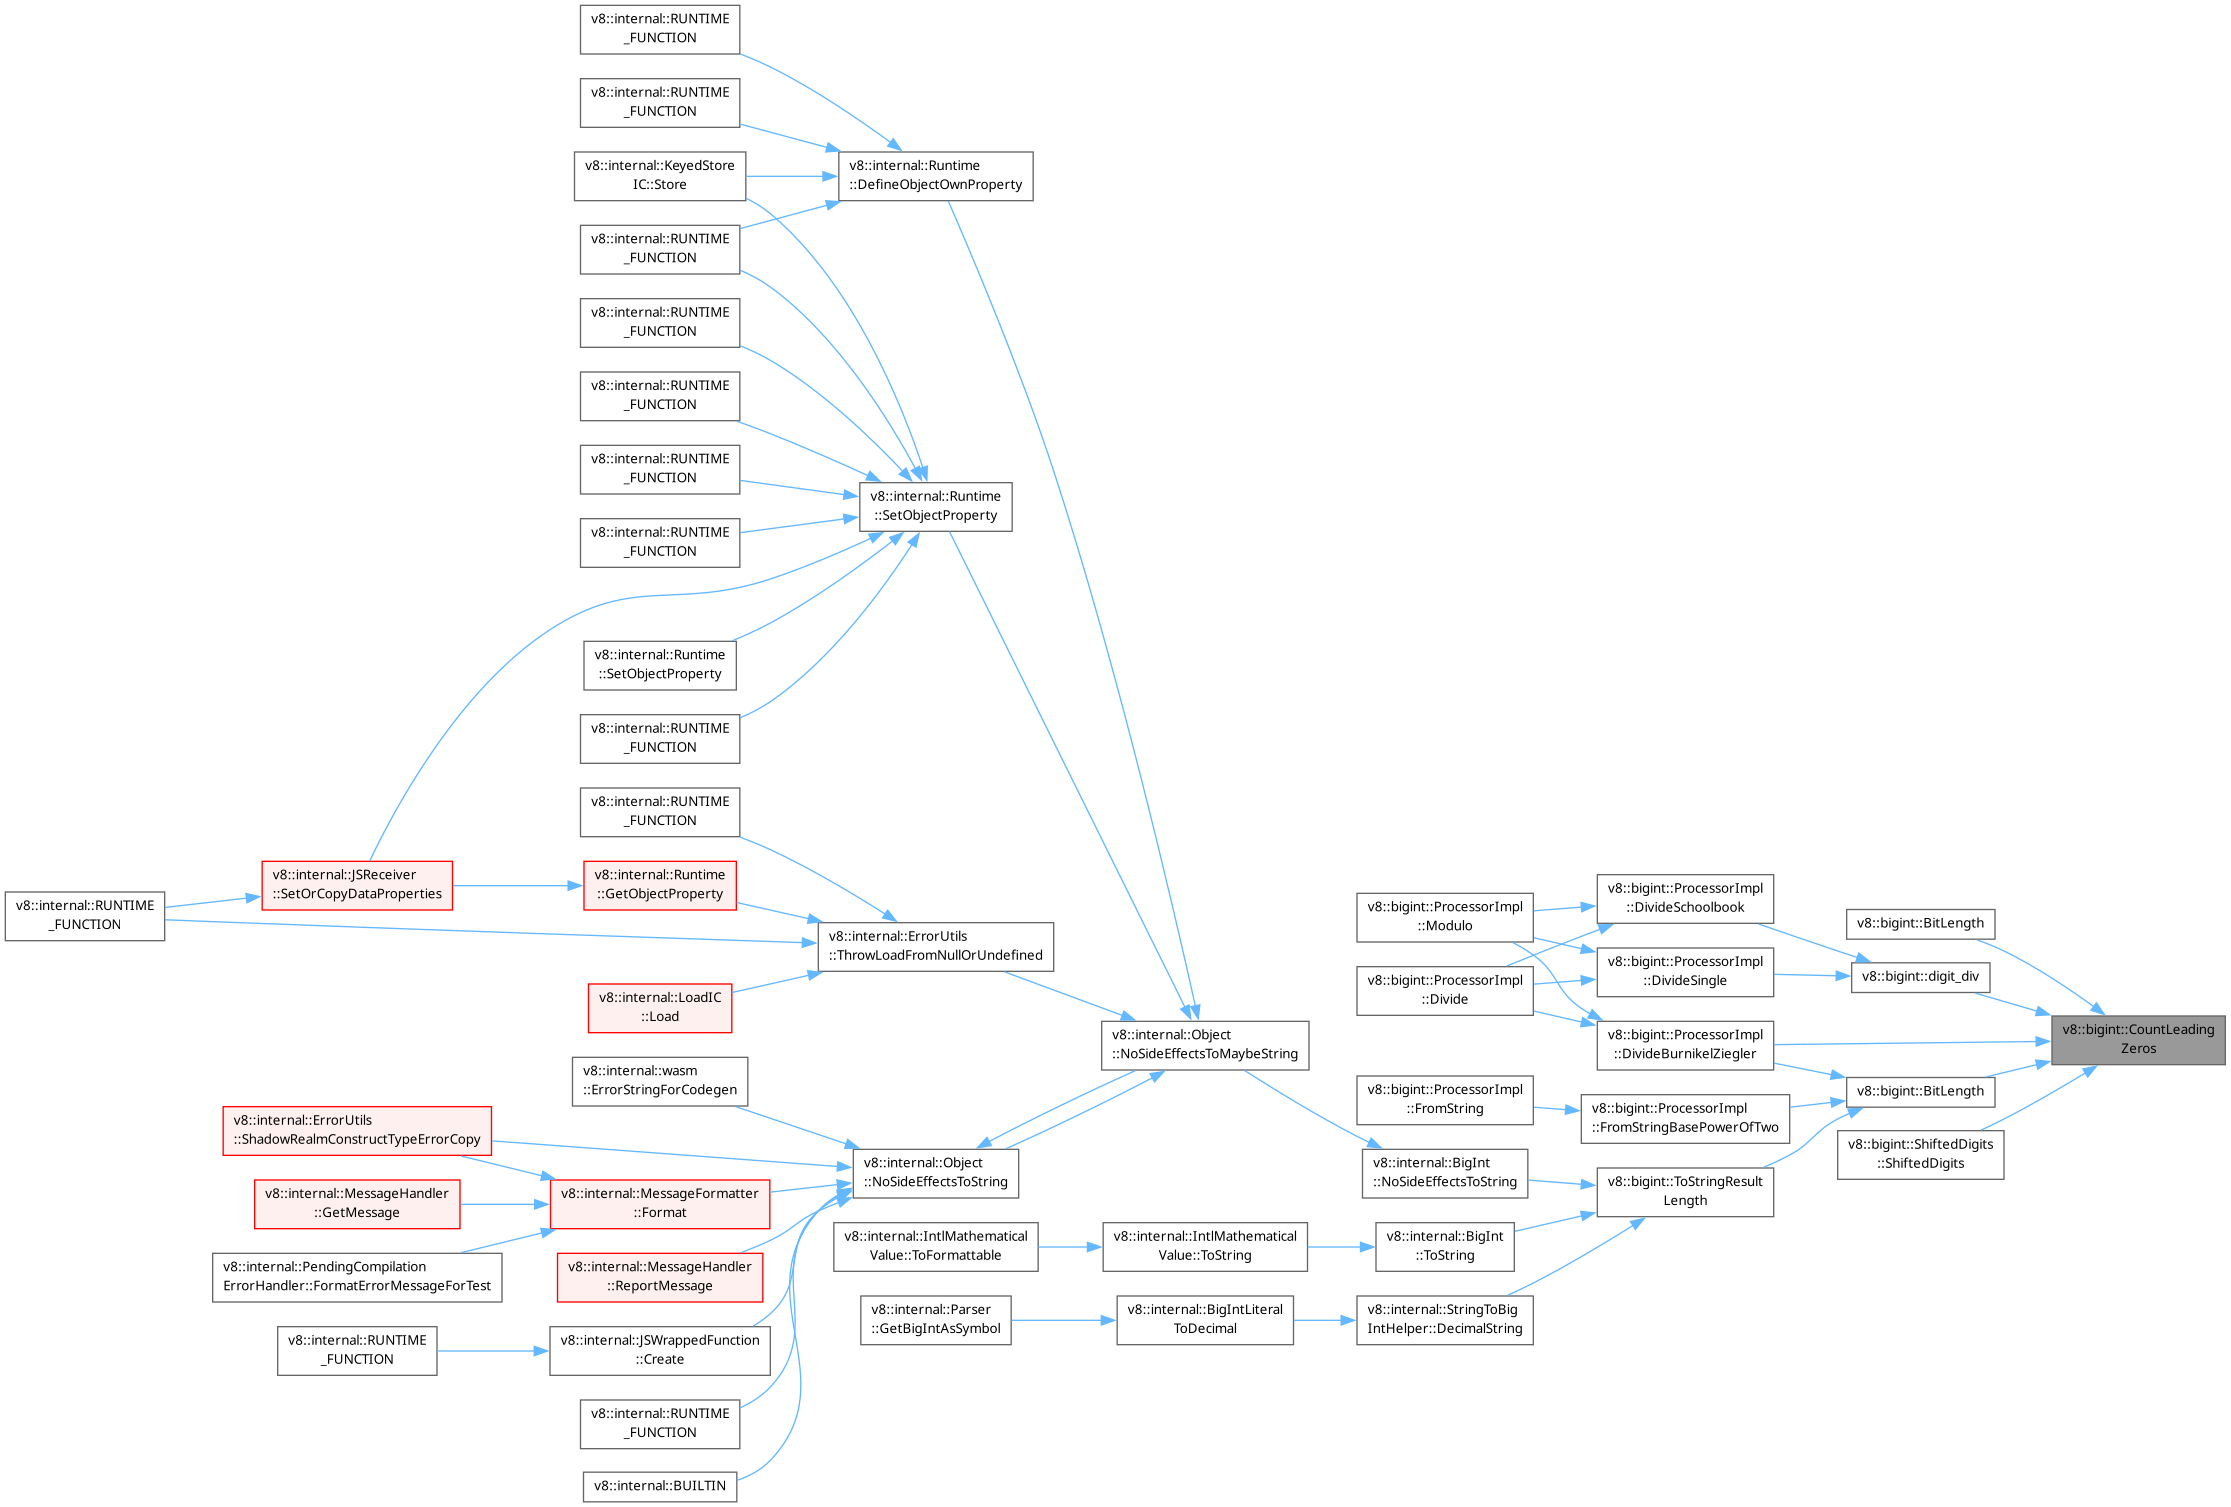 v8::internal::RUNTIME
_FUNCTION
v8::internal::RUNTIME
_FUNCTION
v8::internal::KeyedStore
IC::Store
v8::internal::Runtime
::DefineObjectOwnProperty
v8::internal::RUNTIME
_FUNCTION
v8::internal::RUNTIME
_FUNCTION
v8::internal::RUNTIME
_FUNCTION
v8::internal::RUNTIME
_FUNCTION
v8::internal::Runtime
::SetObjectProperty
v8::internal::RUNTIME
_FUNCTION
v8::internal::Runtime
::SetObjectProperty
v8::internal::RUNTIME
_FUNCTION
v8::internal::RUNTIME
_FUNCTION
v8::internal::RUNTIME
_FUNCTION
v8::internal::JSReceiver
::SetOrCopyDataProperties
v8::internal::Runtime
::GetObjectProperty
v8::internal::ErrorUtils
::ThrowLoadFromNullOrUndefined
v8::internal::LoadIC
::Load
v8::bigint::ProcessorImpl
::Modulo
v8::bigint::ProcessorImpl
::DivideSchoolbook
v8::bigint::BitLength
v8::bigint::ProcessorImpl
::Divide
v8::bigint::ProcessorImpl
::DivideSingle
v8::bigint::digit_div
v8::bigint::ProcessorImpl
::DivideBurnikelZiegler
v8::bigint::CountLeading
Zeros
v8::internal::Object
::NoSideEffectsToMaybeString
v8::internal::wasm
::ErrorStringForCodegen
v8::bigint::ProcessorImpl
::FromString
v8::bigint::ProcessorImpl
::FromStringBasePowerOfTwo
v8::bigint::BitLength
v8::bigint::ShiftedDigits
::ShiftedDigits
v8::internal::ErrorUtils
::ShadowRealmConstructTypeErrorCopy
v8::internal::Object
::NoSideEffectsToString
v8::internal::BigInt
::NoSideEffectsToString
v8::bigint::ToStringResult
Length
v8::internal::MessageHandler
::GetMessage
v8::internal::MessageFormatter
::Format
v8::internal::IntlMathematical
Value::ToFormattable
v8::internal::IntlMathematical
Value::ToString
v8::internal::BigInt
::ToString
v8::internal::PendingCompilation
ErrorHandler::FormatErrorMessageForTest
v8::internal::MessageHandler
::ReportMessage
v8::internal::Parser
::GetBigIntAsSymbol
v8::internal::BigIntLiteral
ToDecimal
v8::internal::StringToBig
IntHelper::DecimalString
v8::internal::RUNTIME
_FUNCTION
v8::internal::JSWrappedFunction
::Create
v8::internal::RUNTIME
_FUNCTION
v8::internal::BUILTIN